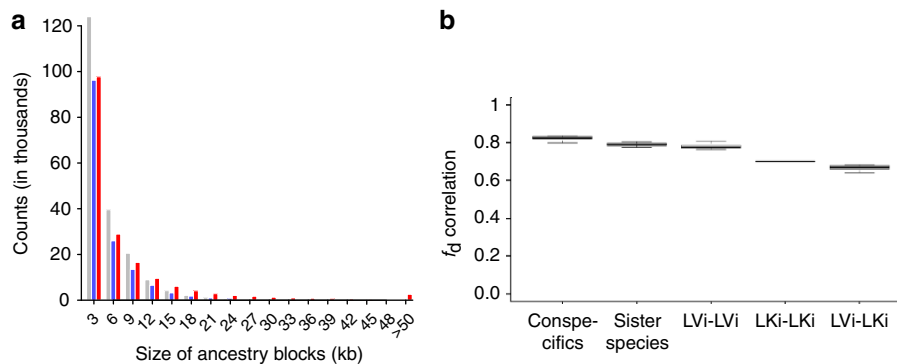 a
Counts (in thousands)
120
100
80
60
40
20
0
3
6
9
12
15
18
21
24
27
30
33
36
39
42
45
48
>50
Size of ancestry blocks (kb)
b
fd correlation
1
0.8
0.6
0.4
0.2
0.0
Conspe-
cifics
Sister
species
LVi-LVi
LKi-LKi
LVi-LKi